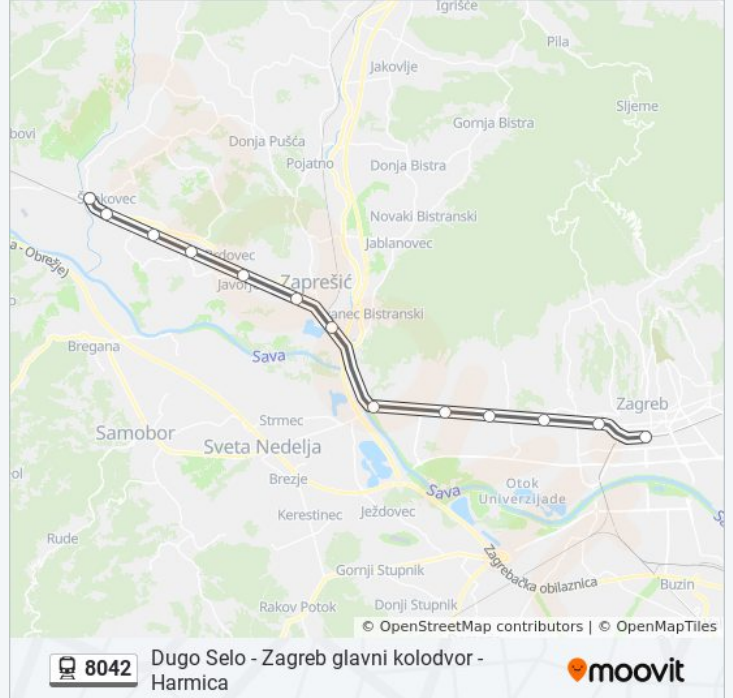 Igrišće
Pila
Jakovlje
Sljeme
Gornja Bistra
Donja Pušća
Pojatno
Donja Bistra
Novaki Bistranski
Jablanovec
a - Obrežje)
Zaprešić
Bregana
Sava
Zagreb
Strmec
Samobor
Sveta Nedelja
Brezje
Sava
Otok
Univerzijade
Kerestinec
Ježdovec
Rude
Gornji Stupnik
Zagrebačka obilaznica
Buzin
Rakov Potok
Donji Stupnik
© OpenStreetMap contributors | © OpenMapTiles
8042
Dugo Selo - Zagreb glavni kolodvor -
Harmica
moovit